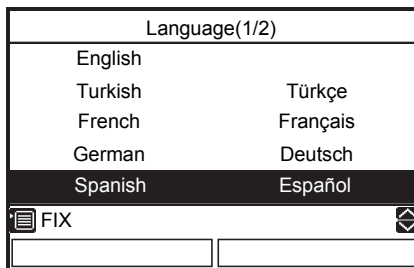 Language(1/2)
English
Turkish Türkçe
French Français
German Deutsch
Spanish Español
FIX